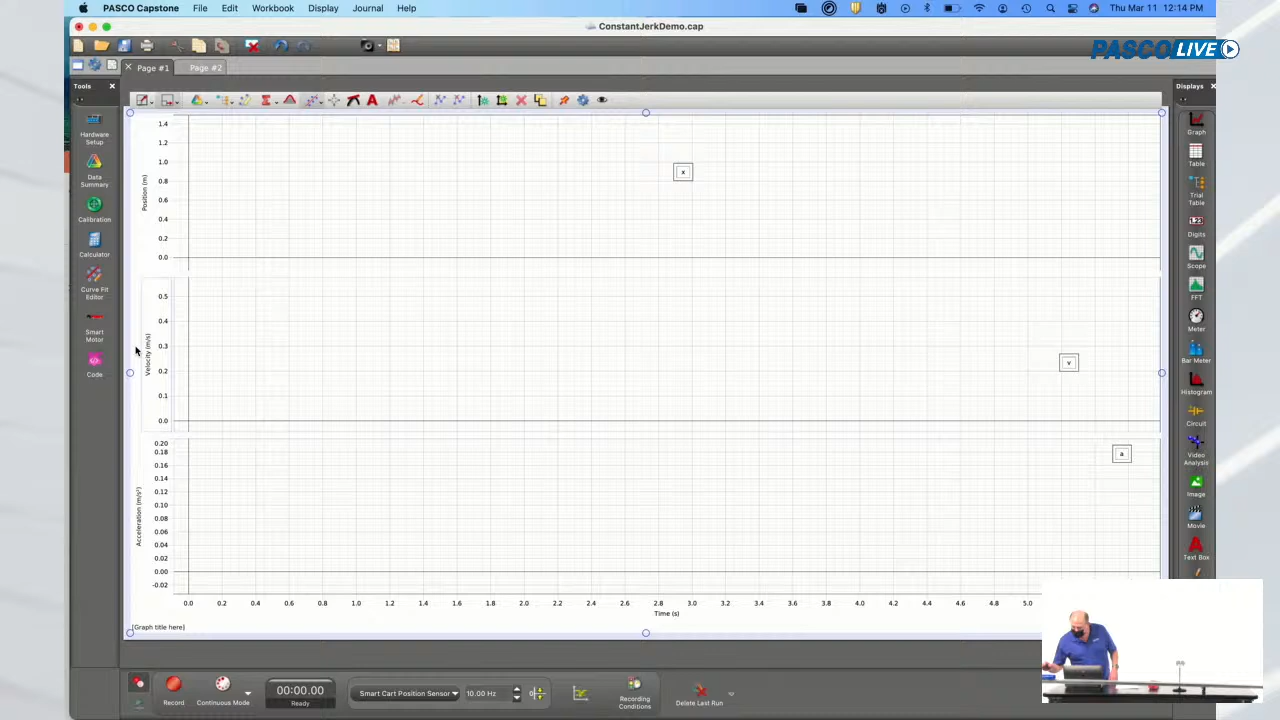 PASCO Capstone File Edit Workbook Display Journal Help
Thu Mar 11 12:14 PM
ConstantJerkDemo.cap
PASCO LIVE
Page #1
Page #2
Tools
Displays
Hardware
Setup
Data
Summary
Calibration
Calculator
Curve Fit
Editor
Smart
Motor
Code
1.4
1.2
1.0
0.8
0.6
0.4
0.2
0.0
Position (m)
x
0.5
0.4
0.3
0.2
0.1
0.0
Velocity (m/s)
v
0.20
0.18
0.16
0.14
0.12
0.10
0.08
0.06
0.04
0.02
0.00
-0.02
Acceleration (m/s²)
a
0.0 0.2 0.4 0.6 0.8 1.0 1.2 1.4 1.6 1.8 2.0 2.2 2.4 2.6 2.8 3.0 3.2 3.4 3.6 3.8 4.0 4.2 4.4 4.6 4.8 5.0
Time (s)
[Graph title here]
Graph
Table
Trial
Table
1.23
Digits
Scope
FFT
Meter
Bar Meter
Histogram
Circuit
Video
Analysis
Image
Movie
Text Box
Record
Continuous Mode
00:00.00
Ready
Smart Cart Position Sensor
10.00 Hz
Recording
Conditions
Delete Last Run